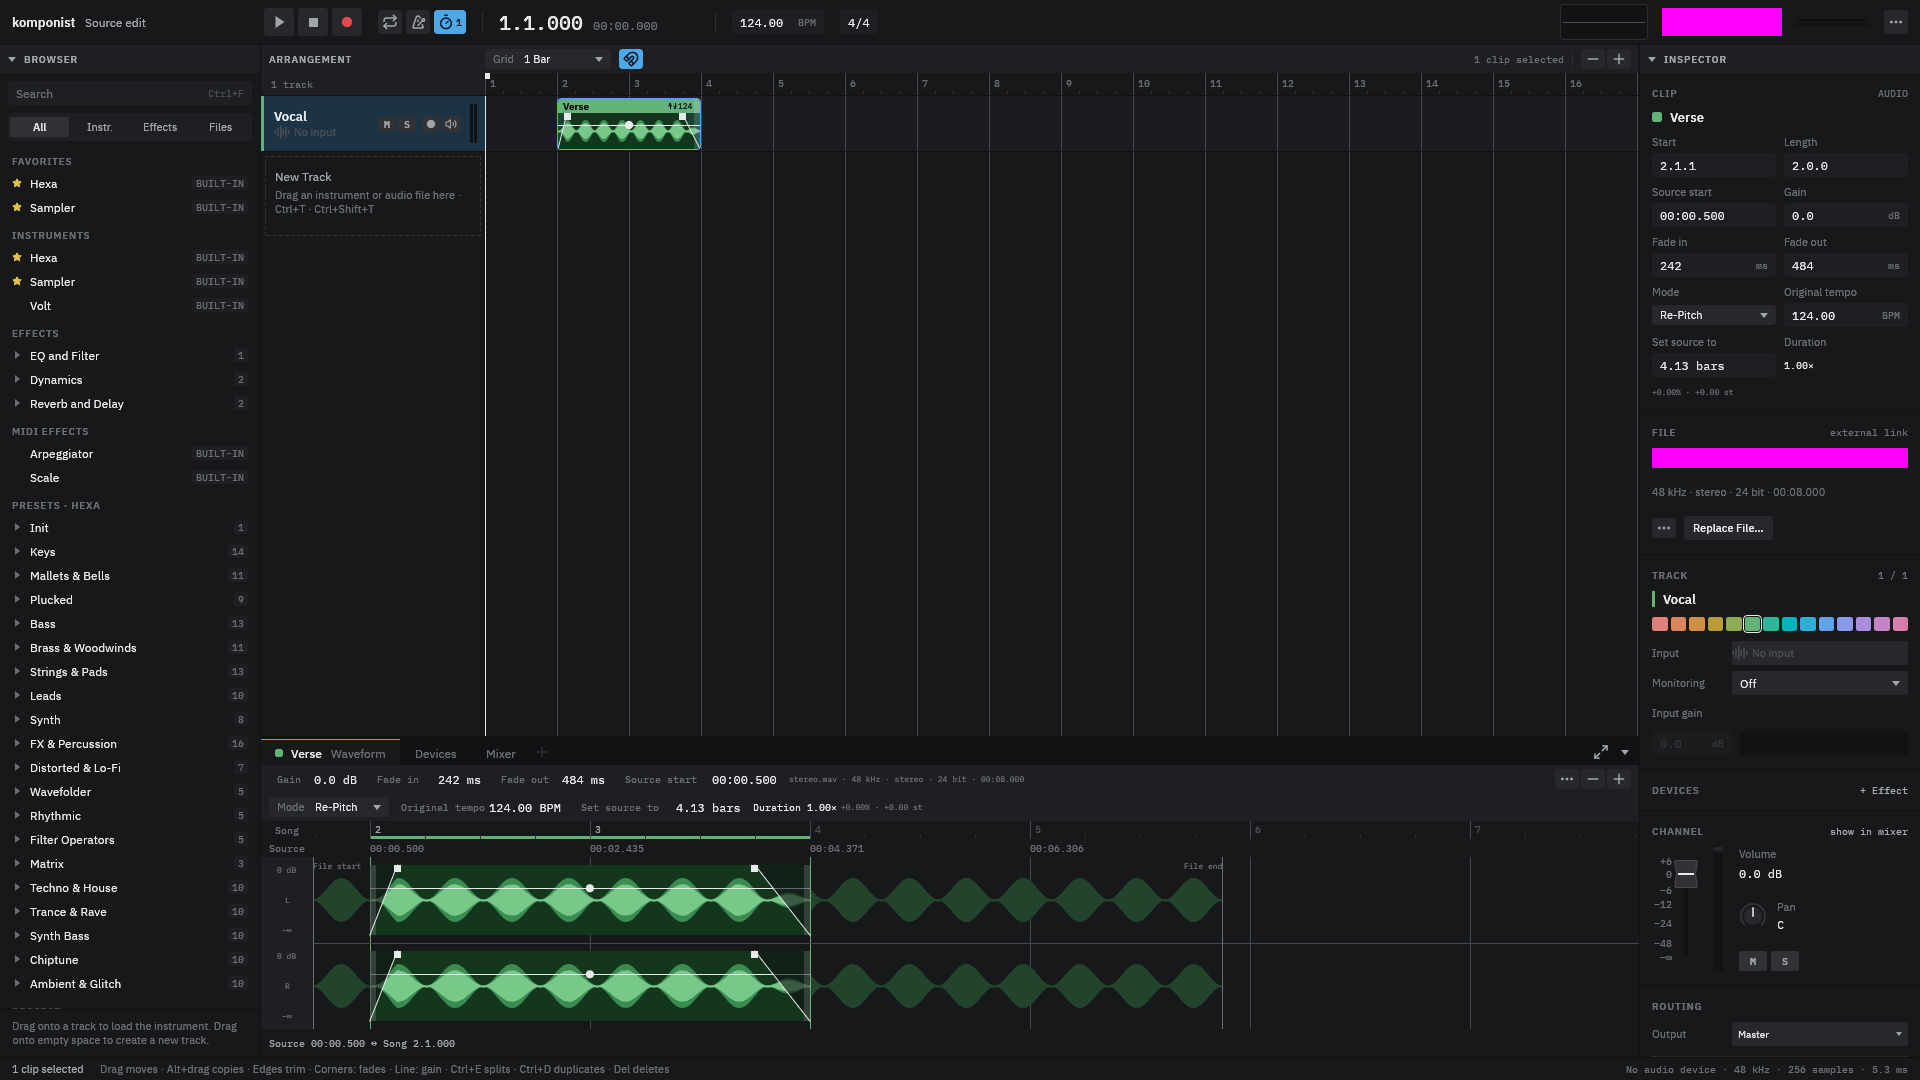 komponist Source edit
1
1.1.000 00:00.000
124.00 BPM
4/4
BROWSER
Search Ctrl+F
All Instr. Effects Files
FAVORITES
Hexa BUILT-IN
Sampler BUILT-IN
INSTRUMENTS
Hexa BUILT-IN
Sampler BUILT-IN
Volt BUILT-IN
EFFECTS
EQ and Filter 1
Dynamics 2
Reverb and Delay 2
MIDI EFFECTS
Arpeggiator BUILT-IN
Scale BUILT-IN
PRESETS · HEXA
Init 1
Keys 14
Mallets & Bells 11
Plucked 9
Bass 13
Brass & Woodwinds 11
Strings & Pads 13
Leads 10
Synth 8
FX & Percussion 16
Distorted & Lo-Fi 7
Wavefolder 5
Rhythmic 5
Filter Operators 5
Matrix 3
Techno & House 10
Trance & Rave 10
Synth Bass 10
Chiptune 10
Ambient & Glitch 10
Drag onto a track to load the instrument. Drag
onto empty space to create a new track.
ARRANGEMENT
Grid 1 Bar
1 clip selected
1 track
1 2 3 4 5 6 7 8 9 10 11 12 13 14 15 16
Vocal
No input
M S
Verse 124
New Track
Drag an instrument or audio file here ·
Ctrl+T · Ctrl+Shift+T
Verse Waveform Devices Mixer
Gain 0.0 dB Fade in 242 ms Fade out 484 ms Source start 00:00.500 stereo.wav · 48 kHz · stereo · 24 bit · 00:08.000
Mode Re-Pitch Original tempo 124.00 BPM Set source to 4.13 bars Duration 1.00× +0.00% · +0.00 st
Song 2 3 4 5 6 7
Source 00:00.500 00:02.435 00:04.371 00:06.306
File start File end
0 dB
L
-∞
0 dB
R
-∞
Source 00:00.500 ↔ Song 2.1.000
INSPECTOR
CLIP AUDIO
Verse
Start Length
2.1.1 2.0.0
Source start Gain
00:00.500 0.0 dB
Fade in Fade out
242 ms 484 ms
Mode Original tempo
Re-Pitch 124.00 BPM
Set source to Duration
4.13 bars 1.00×
+0.00% · +0.00 st
FILE external link
48 kHz · stereo · 24 bit · 00:08.000
Replace File...
TRACK 1 / 1
Vocal
Input No input
Monitoring Off
Input gain
0.0 dB
DEVICES + Effect
CHANNEL show in mixer
+6
0
-6
-12
-24
-48
-∞
Volume
0.0 dB
Pan
C
M S
ROUTING
Output Master
1 clip selected Drag moves · Alt+drag copies · Edges trim · Corners: fades · Line: gain · Ctrl+E splits · Ctrl+D duplicates · Del deletes
No audio device · 48 kHz · 256 samples · 5.3 ms